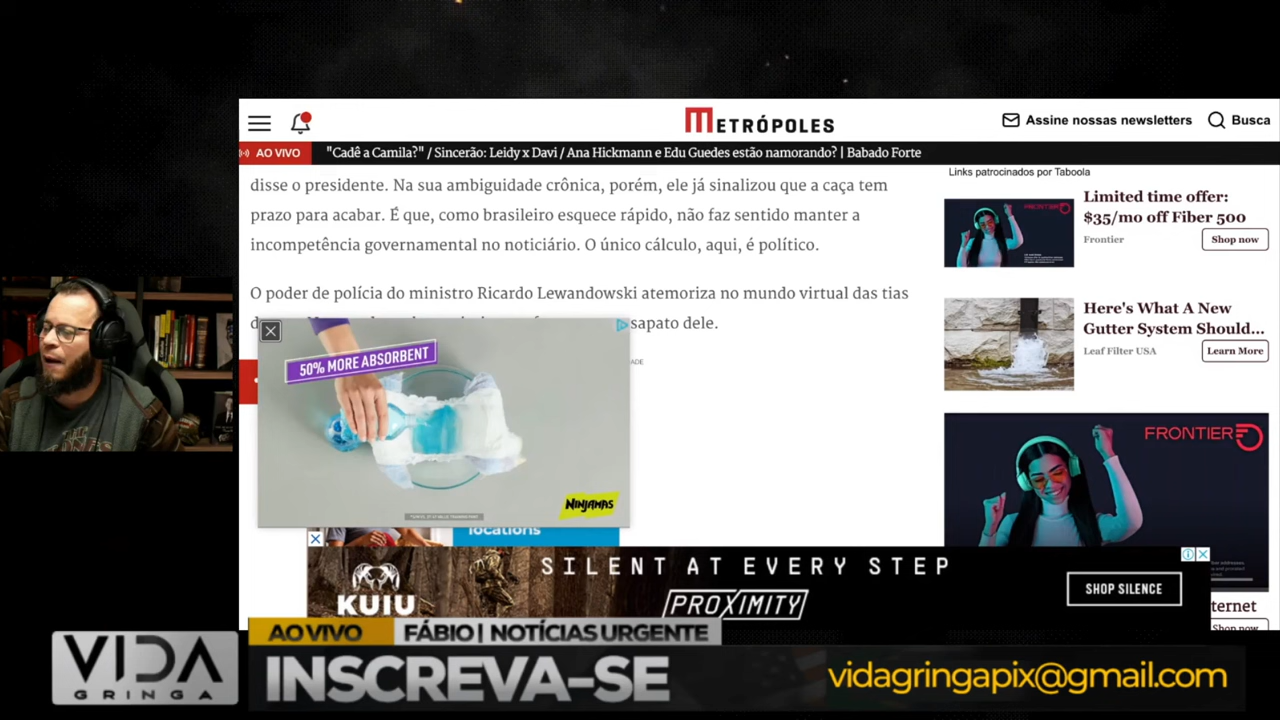 METRÓPOLES
Assine nossas newsletters
Busca
AO VIVO
"Cadê a Camila?" / Sincerão: Leidy x Davi / Ana Hickmann e Edu Guedes estão namorando? | Babado Forte
disse o presidente. Na sua ambiguidade crônica, porém, ele já sinalizou que a caça tem
prazo para acabar. É que, como brasileiro esquece rápido, não faz sentido manter a
incompetência governamental no noticiário. O único cálculo, aqui, é político.
O poder de polícia do ministro Ricardo Lewandowski atemoriza no mundo virtual das tias
sapato dele.
ADE
50% MORE ABSORBENT
NINJAMAS
locations
Links patrocinados por Taboola
FRONTIER
Limited time offer:
$35/mo off Fiber 500
Frontier
Shop now
Here's What A New
Gutter System Should...
Leaf Filter USA
Learn More
FRONTIER
ternet
Shop now
KUIU
SILENT AT EVERY STEP
PROXIMITY
SHOP SILENCE
VIDA
GRINGA
AO VIVO
FÁBIO | NOTÍCIAS URGENTE
INSCREVA-SE
vidagringapix@gmail.com